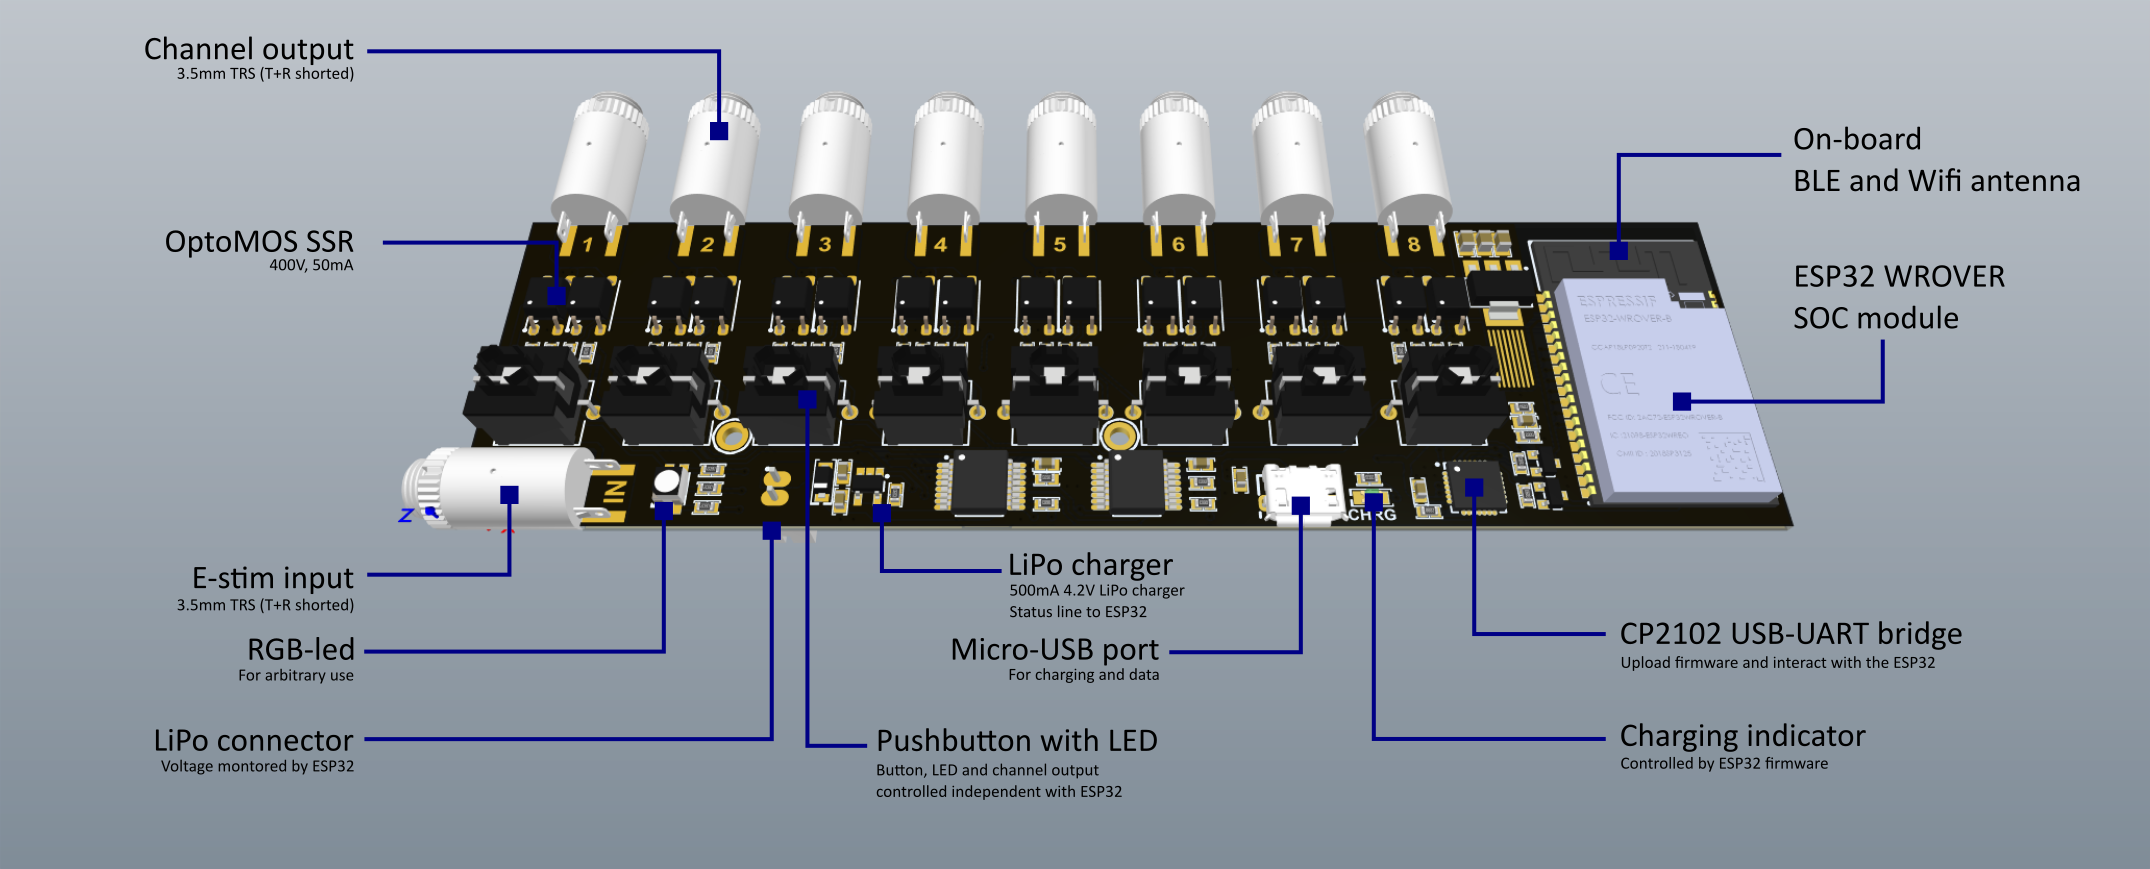 Channel output
3.5mm TRS (T+R shorted)
On-board
BLE and Wifi antenna
OptoMOS SSR
400V, 50mA
1 2 3 4 5 6 7 8
ESP32 WROVER
SOC module
ESPRESSIF
ESP32-WROVER-B
CE
IN
Z
CHRG
E-stim input
3.5mm TRS (T+R shorted)
LiPo charger
500mA 4.2V LiPo charger
Status line to ESP32
RGB-led
For arbitrary use
Micro-USB port
For charging and data
CP2102 USB-UART bridge
Upload firmware and interact with the ESP32
LiPo connector
Voltage montored by ESP32
Pushbutton with LED
Button, LED and channel output
controlled independent with ESP32
Charging indicator
Controlled by ESP32 firmware